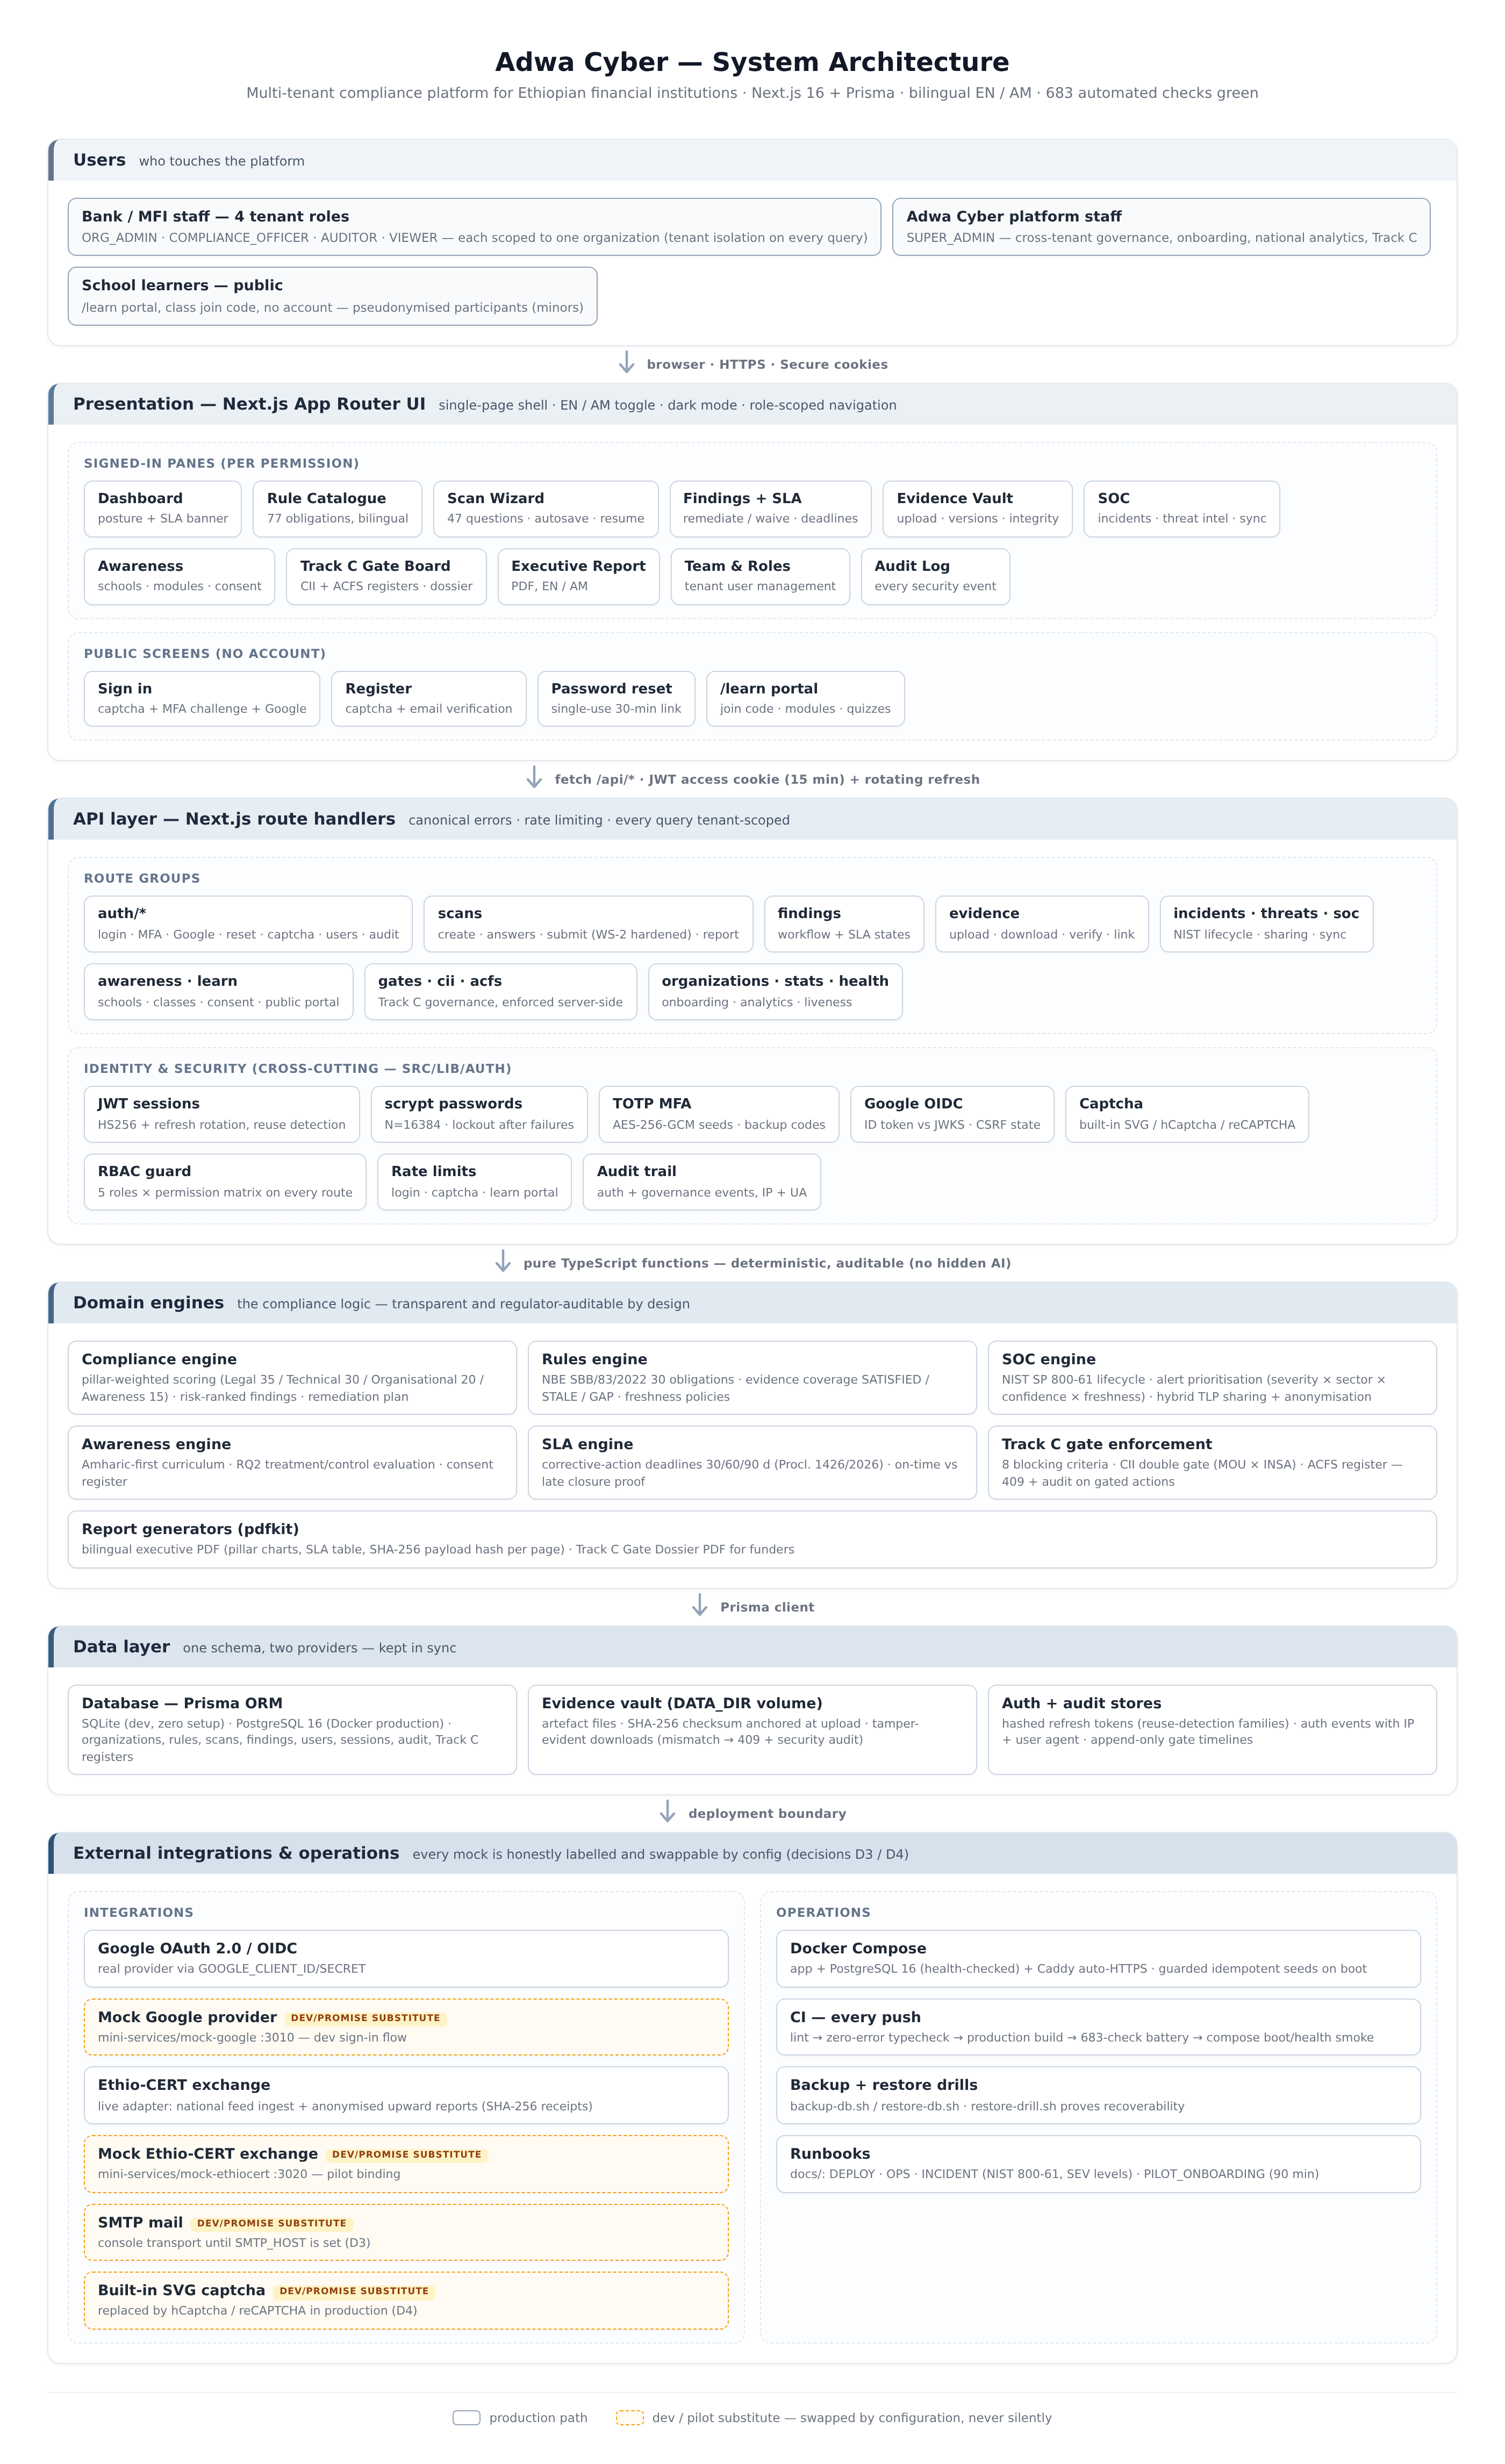 Adwa Cyber — System Architecture
Multi-tenant compliance platform for Ethiopian financial institutions · Next.js 16 + Prisma · bilingual EN / AM · 683 automated checks green
Users who touches the platform
Bank / MFI staff — 4 tenant roles
ORG_ADMIN · COMPLIANCE_OFFICER · AUDITOR · VIEWER — each scoped to one organization (tenant isolation on every query)
Adwa Cyber platform staff
SUPER_ADMIN — cross-tenant governance, onboarding, national analytics, Track C
School learners — public
/learn portal, class join code, no account — pseudonymised participants (minors)
browser · HTTPS · Secure cookies
Presentation — Next.js App Router UI single-page shell · EN / AM toggle · dark mode · role-scoped navigation
SIGNED-IN PANES (PER PERMISSION)
Dashboard
posture + SLA banner
Rule Catalogue
77 obligations, bilingual
Scan Wizard
47 questions · autosave · resume
Findings + SLA
remediate / waive · deadlines
Evidence Vault
upload · versions · integrity
SOC
incidents · threat intel · sync
Awareness
schools · modules · consent
Track C Gate Board
CII + ACFS registers · dossier
Executive Report
PDF, EN / AM
Team & Roles
tenant user management
Audit Log
every security event
PUBLIC SCREENS (NO ACCOUNT)
Sign in
captcha + MFA challenge + Google
Register
captcha + email verification
Password reset
single-use 30-min link
/learn portal
join code · modules · quizzes
fetch /api/* · JWT access cookie (15 min) + rotating refresh
API layer — Next.js route handlers canonical errors · rate limiting · every query tenant-scoped
ROUTE GROUPS
auth/*
login · MFA · Google · reset · captcha · users · audit
scans
create · answers · submit (WS-2 hardened) · report
findings
workflow + SLA states
evidence
upload · download · verify · link
incidents · threats · soc
NIST lifecycle · sharing · sync
awareness · learn
schools · classes · consent · public portal
gates · cii · acfs
Track C governance, enforced server-side
organizations · stats · health
onboarding · analytics · liveness
IDENTITY & SECURITY (CROSS-CUTTING — SRC/LIB/AUTH)
JWT sessions
HS256 + refresh rotation, reuse detection
scrypt passwords
N=16384 · lockout after failures
TOTP MFA
AES-256-GCM seeds · backup codes
Google OIDC
ID token vs JWKS · CSRF state
Captcha
built-in SVG / hCaptcha / reCAPTCHA
RBAC guard
5 roles × permission matrix on every route
Rate limits
login · captcha · learn portal
Audit trail
auth + governance events, IP + UA
pure TypeScript functions — deterministic, auditable (no hidden AI)
Domain engines the compliance logic — transparent and regulator-auditable by design
Compliance engine
pillar-weighted scoring (Legal 35 / Technical 30 / Organisational 20 /
Awareness 15) · risk-ranked findings · remediation plan
Rules engine
NBE SBB/83/2022 30 obligations · evidence coverage SATISFIED /
STALE / GAP · freshness policies
SOC engine
NIST SP 800-61 lifecycle · alert prioritisation (severity × sector ×
confidence × freshness) · hybrid TLP sharing + anonymisation
Awareness engine
Amharic-first curriculum · RQ2 treatment/control evaluation · consent
register
SLA engine
corrective-action deadlines 30/60/90 d (Procl. 1426/2026) · on-time vs
late closure proof
Track C gate enforcement
8 blocking criteria · CII double gate (MOU × INSA) · ACFS register —
409 + audit on gated actions
Report generators (pdfkit)
bilingual executive PDF (pillar charts, SLA table, SHA-256 payload hash per page) · Track C Gate Dossier PDF for funders
Prisma client
Data layer one schema, two providers — kept in sync
Database — Prisma ORM
SQLite (dev, zero setup) · PostgreSQL 16 (Docker production) ·
organizations, rules, scans, findings, users, sessions, audit, Track C
registers
Evidence vault (DATA_DIR volume)
artefact files · SHA-256 checksum anchored at upload · tamper-
evident downloads (mismatch → 409 + security audit)
Auth + audit stores
hashed refresh tokens (reuse-detection families) · auth events with IP
+ user agent · append-only gate timelines
deployment boundary
External integrations & operations every mock is honestly labelled and swappable by config (decisions D3 / D4)
INTEGRATIONS
Google OAuth 2.0 / OIDC
real provider via GOOGLE_CLIENT_ID/SECRET
Mock Google provider DEV/PROMISE SUBSTITUTE
mini-services/mock-google :3010 — dev sign-in flow
Ethio-CERT exchange
live adapter: national feed ingest + anonymised upward reports (SHA-256 receipts)
Mock Ethio-CERT exchange DEV/PROMISE SUBSTITUTE
mini-services/mock-ethiocert :3020 — pilot binding
SMTP mail DEV/PROMISE SUBSTITUTE
console transport until SMTP_HOST is set (D3)
Built-in SVG captcha DEV/PROMISE SUBSTITUTE
replaced by hCaptcha / reCAPTCHA in production (D4)
OPERATIONS
Docker Compose
app + PostgreSQL 16 (health-checked) + Caddy auto-HTTPS · guarded idempotent seeds on boot
CI — every push
lint → zero-error typecheck → production build → 683-check battery → compose boot/health smoke
Backup + restore drills
backup-db.sh / restore-db.sh · restore-drill.sh proves recoverability
Runbooks
docs/: DEPLOY · OPS · INCIDENT (NIST 800-61, SEV levels) · PILOT_ONBOARDING (90 min)
production path
dev / pilot substitute — swapped by configuration, never silently